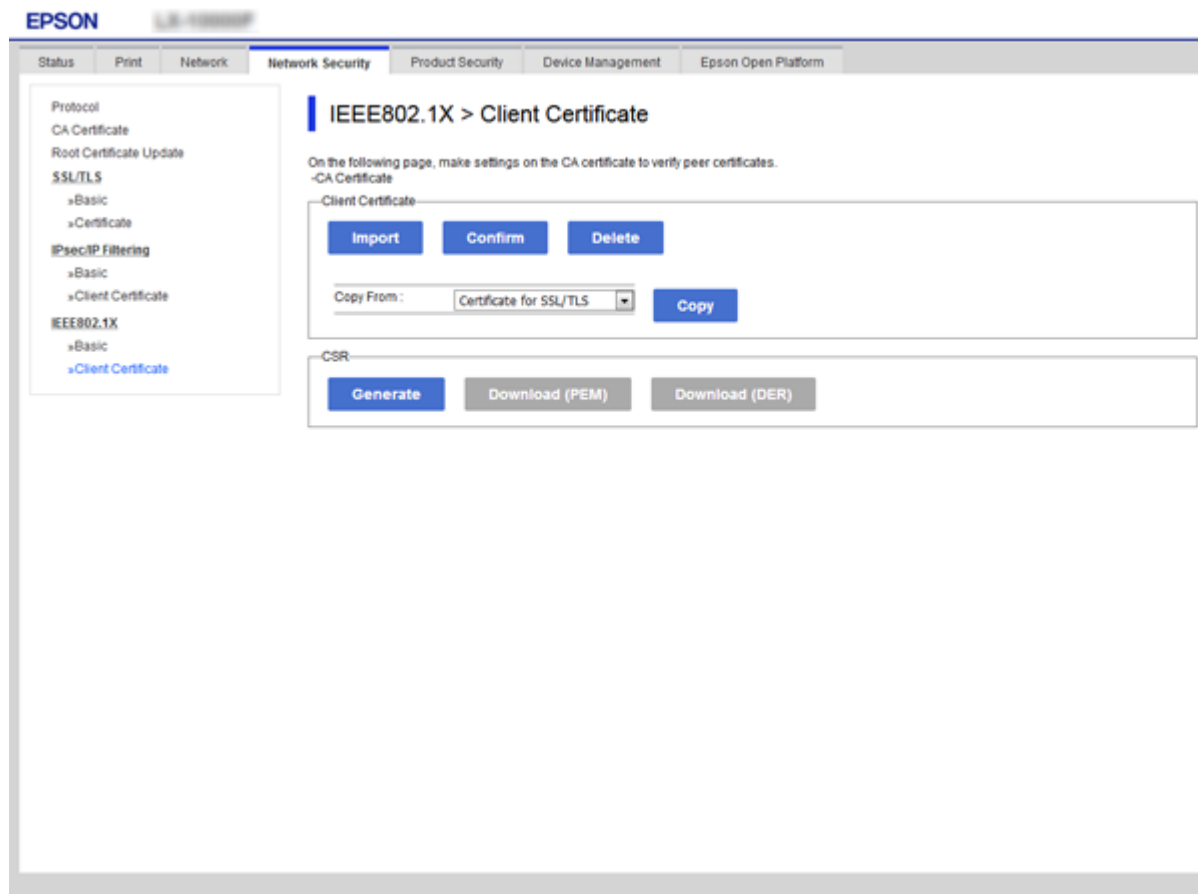 EPSON
Status Print Network Network Security Product Security Device Management Epson Open Platform
Protocol
CA Certificate
Root Certificate Update
SSL/TLS
»Basic
»Certificate
IPsec/IP Filtering
»Basic
»Client Certificate
IEEE802.1X
»Basic
»Client Certificate
IEEE802.1X > Client Certificate
On the following page, make settings on the CA certificate to verify peer certificates.
-CA Certificate
Client Certificate
Import Confirm Delete
Copy From : Certificate for SSL/TLS Copy
CSR
Generate Download (PEM) Download (DER)